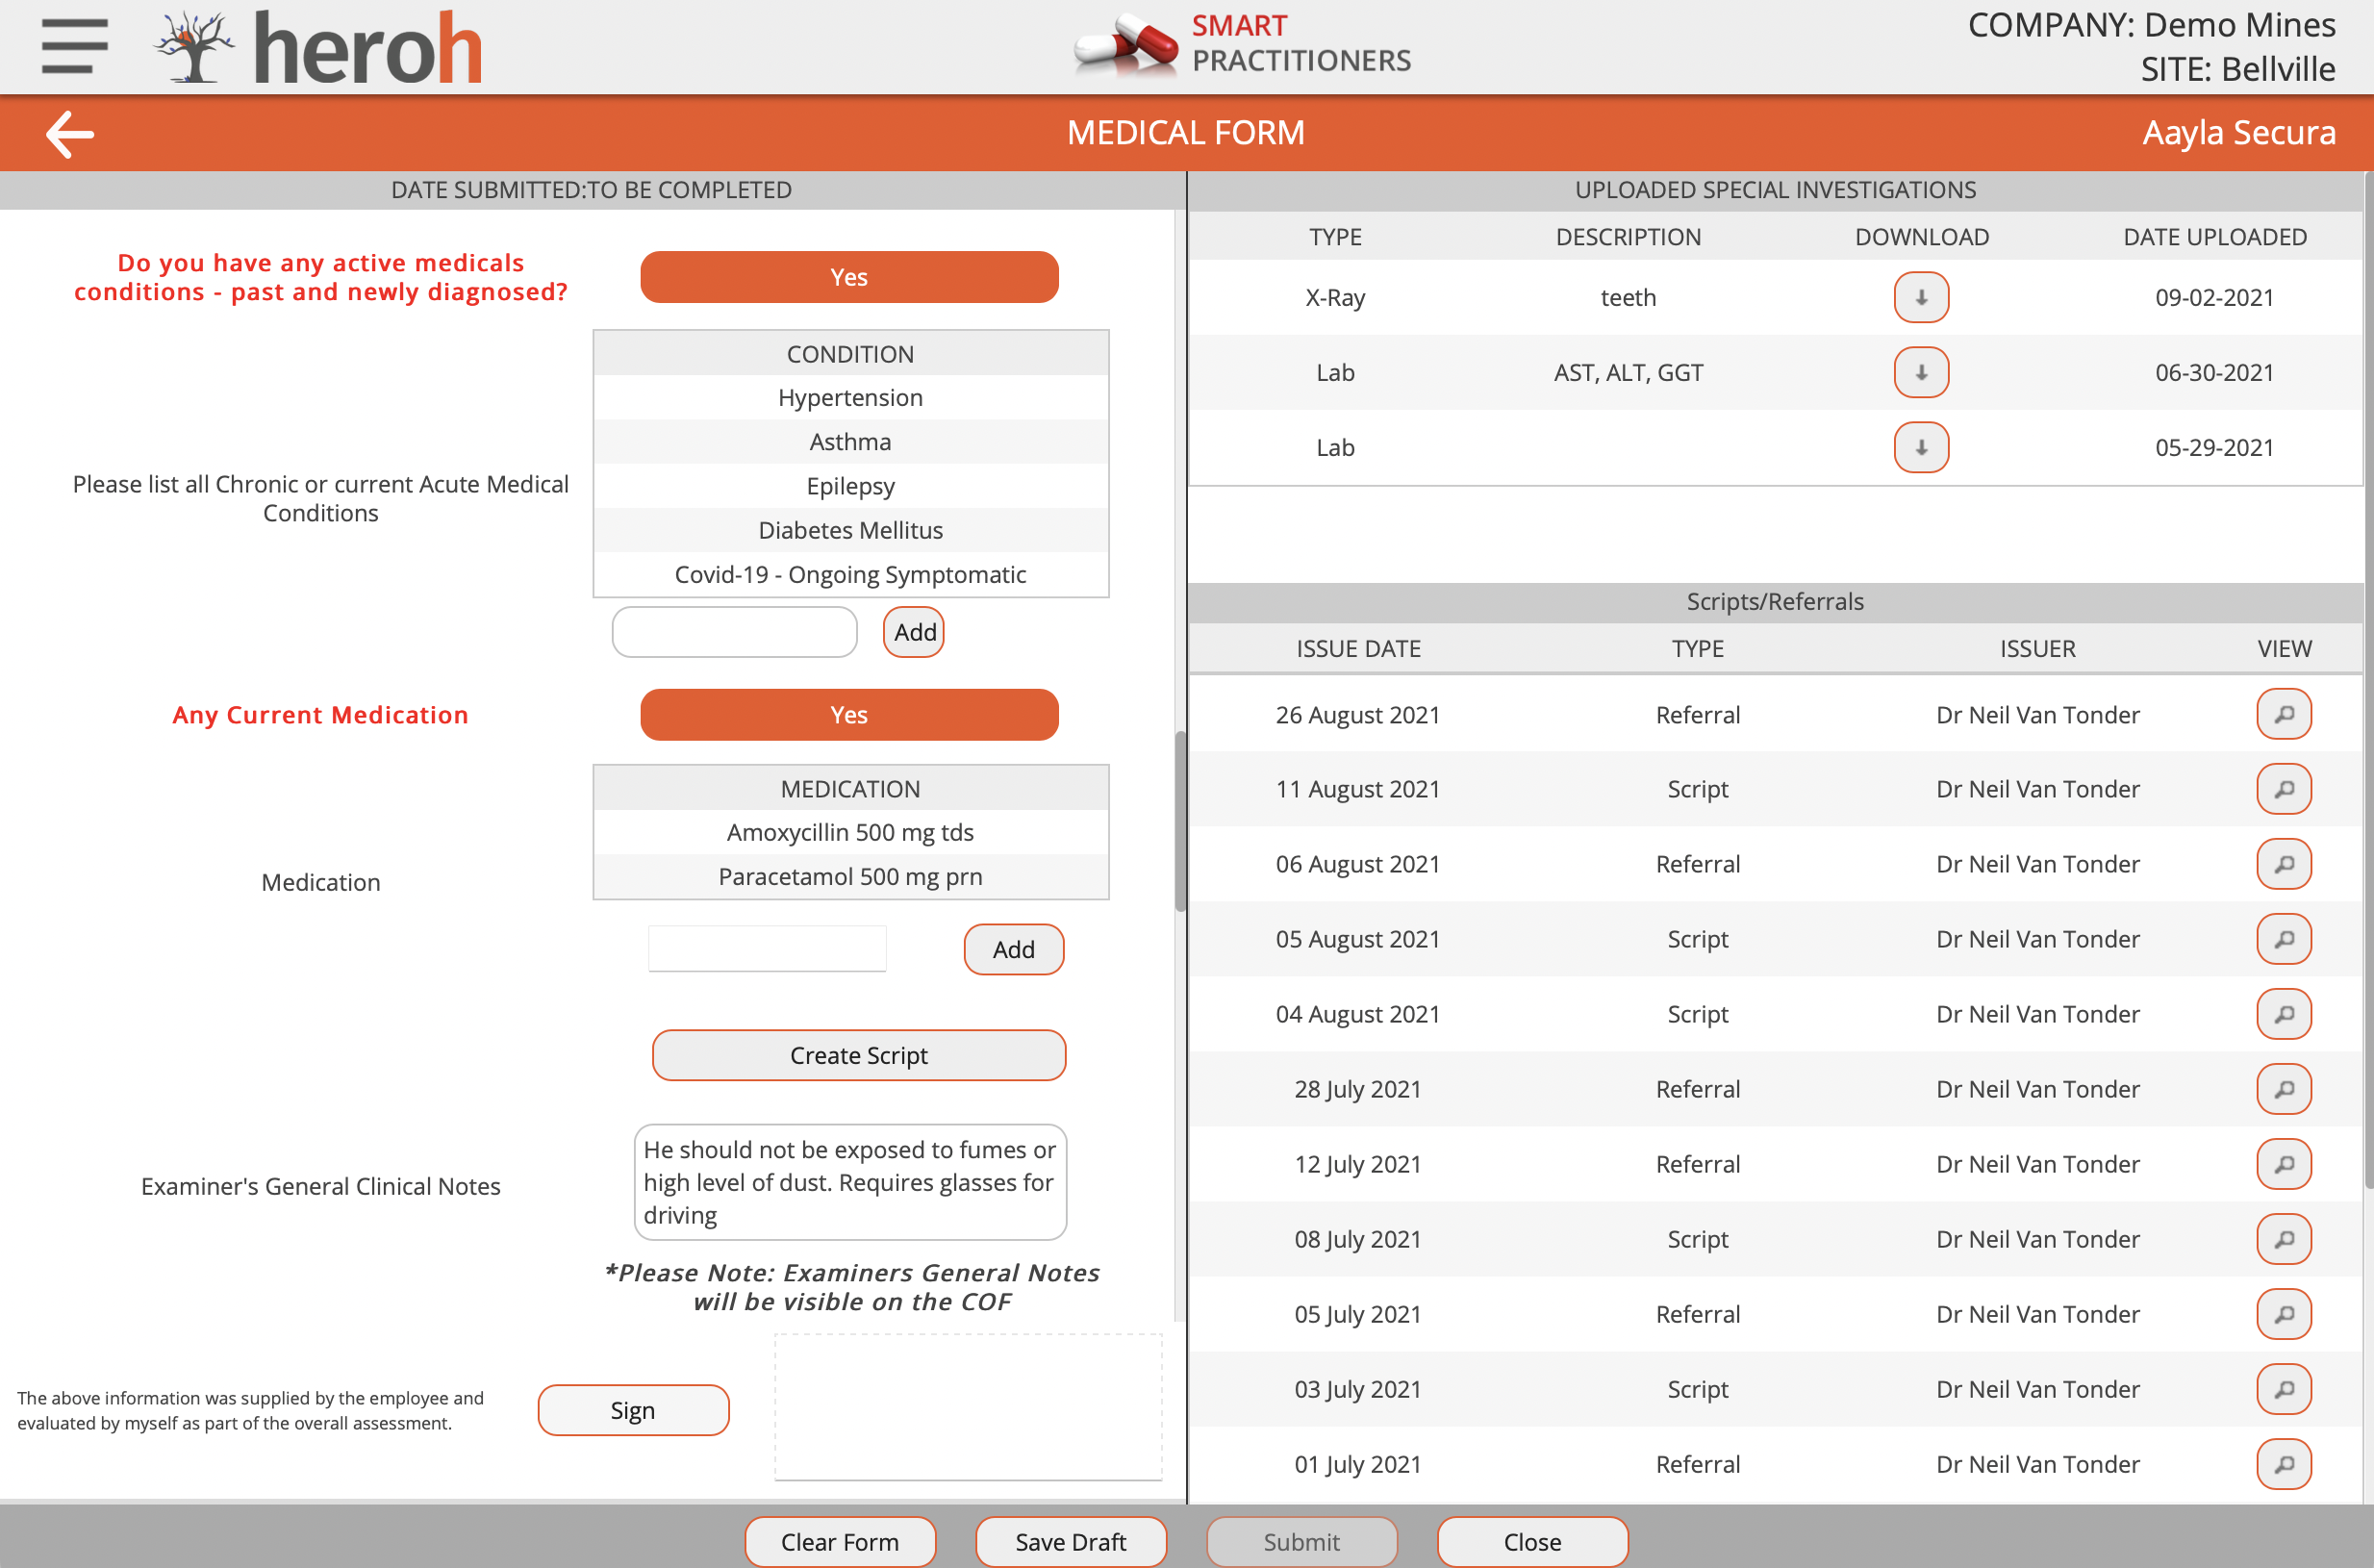 heroh
SMART
PRACTITIONERS
COMPANY: Demo Mines
SITE: Bellville
MEDICAL FORM
Aayla Secura
DATE SUBMITTED:TO BE COMPLETED
Do you have any active medicals
conditions - past and newly diagnosed?
Yes
Please list all Chronic or current Acute Medical
Conditions
CONDITION
Hypertension
Asthma
Epilepsy
Diabetes Mellitus
Covid-19 - Ongoing Symptomatic
Add
Any Current Medication
Yes
Medication
MEDICATION
Amoxycillin 500 mg tds
Paracetamol 500 mg prn
Add
Create Script
Examiner's General Clinical Notes
He should not be exposed to fumes or
high level of dust. Requires glasses for
driving
*Please Note: Examiners General Notes
will be visible on the COF
The above information was supplied by the employee and
evaluated by myself as part of the overall assessment.
Sign
UPLOADED SPECIAL INVESTIGATIONS
TYPE DESCRIPTION DOWNLOAD DATE UPLOADED
X-Ray teeth 09-02-2021
Lab AST, ALT, GGT 06-30-2021
Lab 05-29-2021
Scripts/Referrals
ISSUE DATE TYPE ISSUER VIEW
26 August 2021 Referral Dr Neil Van Tonder
11 August 2021 Script Dr Neil Van Tonder
06 August 2021 Referral Dr Neil Van Tonder
05 August 2021 Script Dr Neil Van Tonder
04 August 2021 Script Dr Neil Van Tonder
28 July 2021 Referral Dr Neil Van Tonder
12 July 2021 Referral Dr Neil Van Tonder
08 July 2021 Script Dr Neil Van Tonder
05 July 2021 Referral Dr Neil Van Tonder
03 July 2021 Script Dr Neil Van Tonder
01 July 2021 Referral Dr Neil Van Tonder
Clear Form
Save Draft
Submit
Close